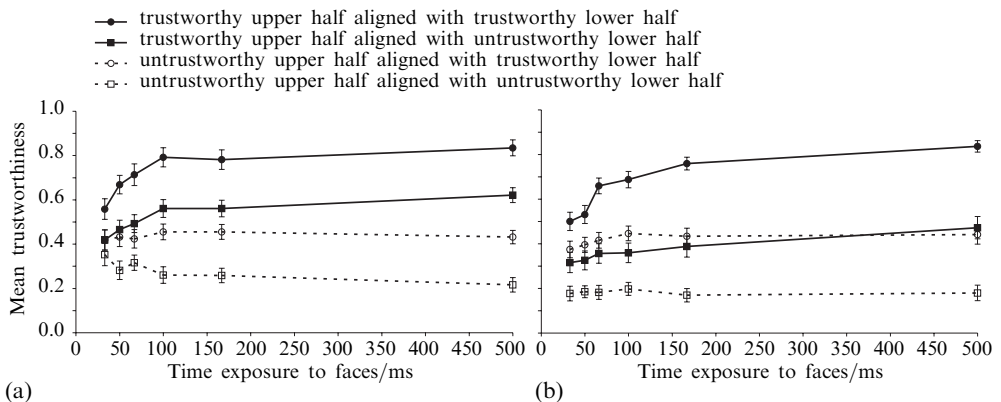 trustworthy upper half aligned with trustworthy lower half
trustworthy upper half aligned with untrustworthy lower half
untrustworthy upper half aligned with trustworthy lower half
untrustworthy upper half aligned with untrustworthy lower half
Mean trustworthiness
1.0
0.8
0.6
0.4
0.2
0.0
0 50 100 150 200 250 300 350 400 450 500
Time exposure to faces/ms
(a)
0 50 100 150 200 250 300 350 400 450 500
Time exposure to faces/ms
(b)